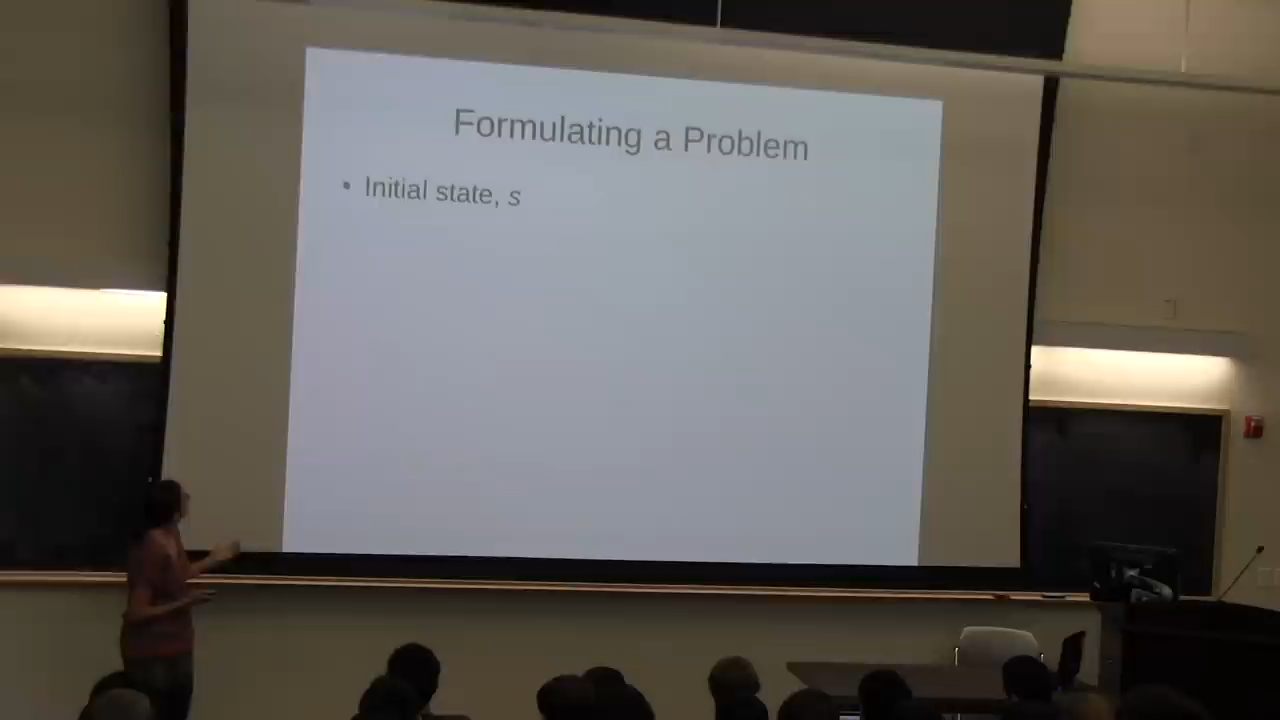 Formulating a Problem
• Initial state, s